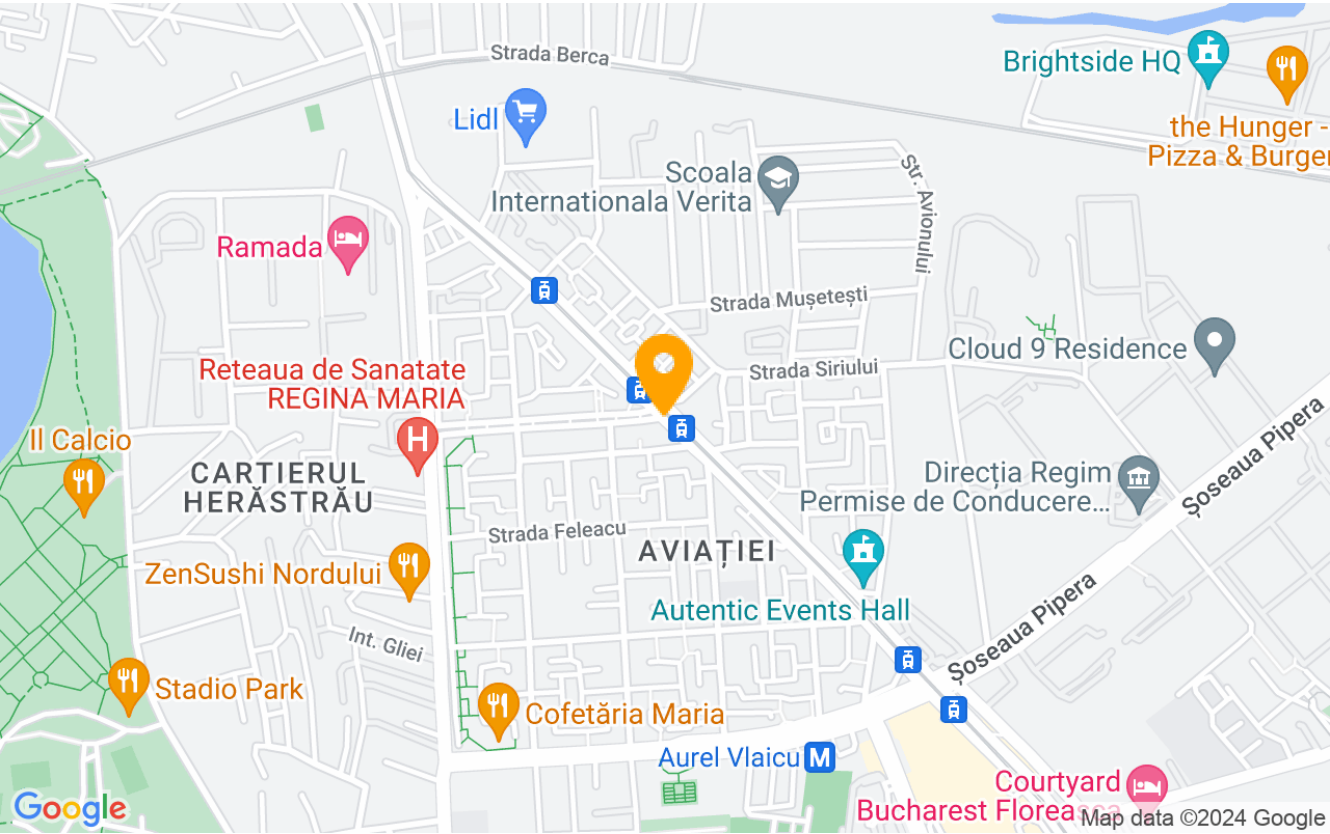 Strada Berca
Brightside HQ
Lidl
the Hunger -
Pizza & Burger
Scoala
Internationala Verita
Str. Avionului
Ramada
Strada Mușetești
Cloud 9 Residence
Strada Siriului
Reteaua de Sanatate
REGINA MARIA
H
Il Calcio
CARTIERUL
HERĂSTRĂU
Direcția Regim
Permise de Conducere...
Șoseaua Pipera
Strada Feleacu
AVIAȚIEI
ZenSushi Nordului
Autentic Events Hall
Int. Gliei
Șoseaua Pipera
Stadio Park
Cofetăria Maria
Aurel Vlaicu M
Courtyard
Bucharest Floreasca
Google
Map data ©2024 Google